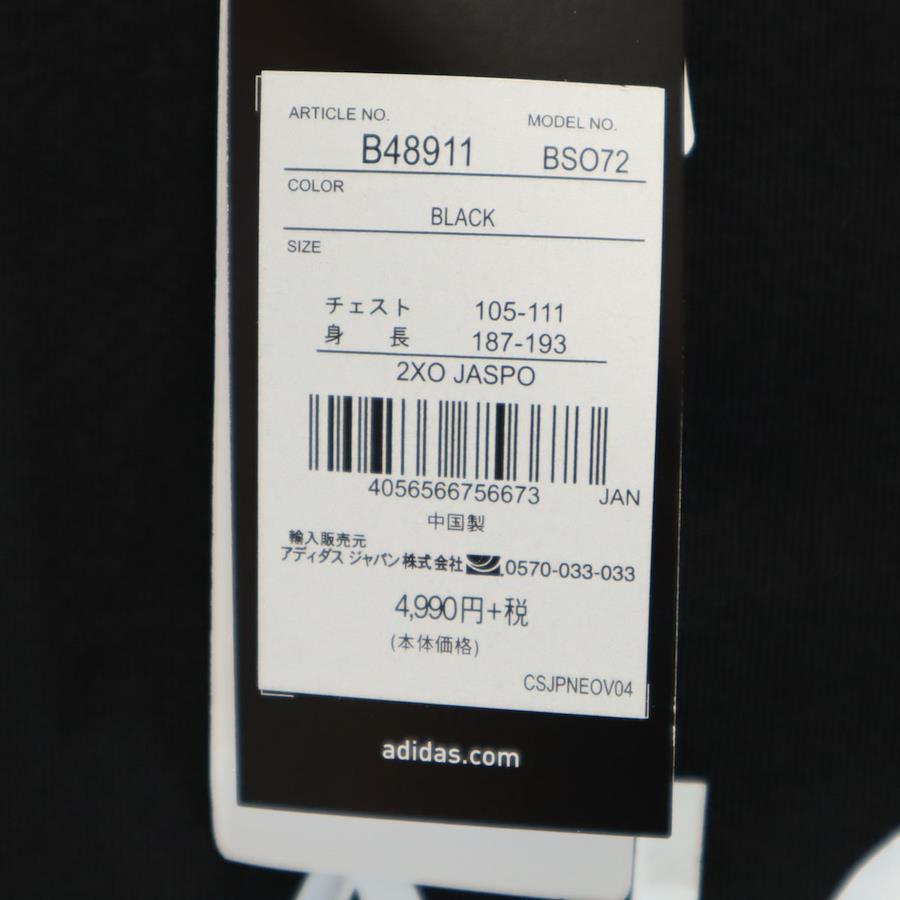 ARTICLE NO. MODEL NO.
B48911 BSO72
COLOR
BLACK
SIZE
チェスト 105-111
身 長 187-193
2XO JASPO
4056566756673 JAN
中国製
輸入販売元
アディダス ジャパン株式会社 0570-033-033
4,990円+税
(本体価格)
CSJPNEOV04
adidas.com